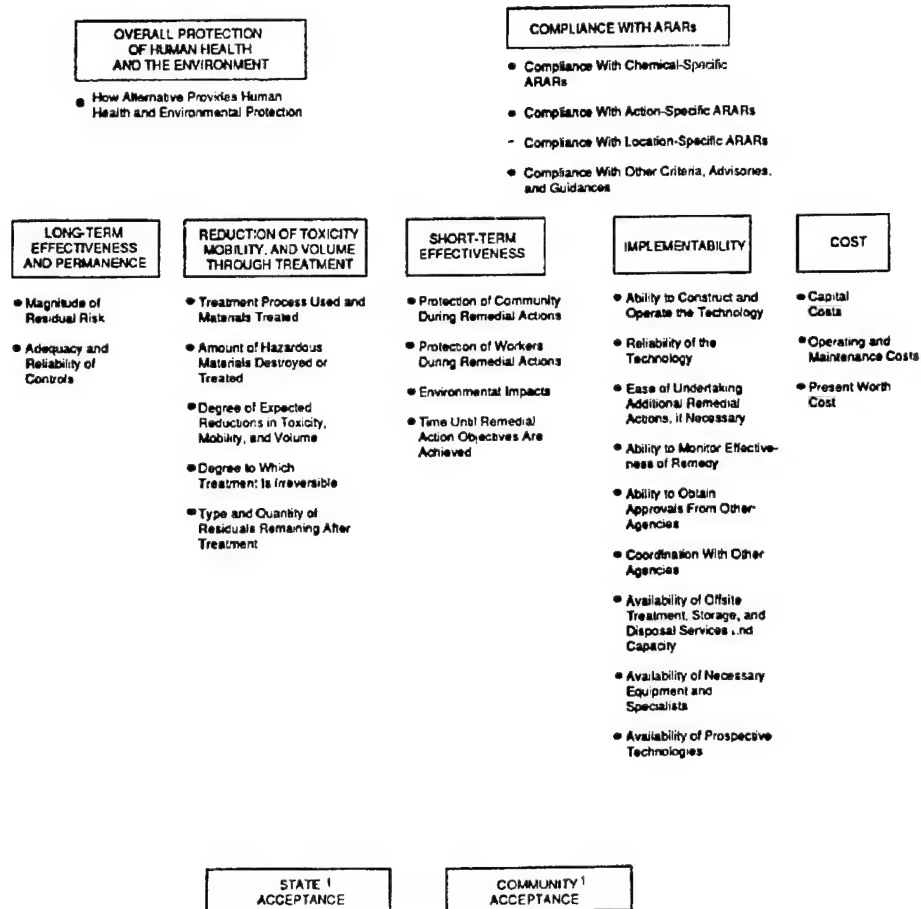 OVERALL PROTECTION
OF HUMAN HEALTH
AND THE ENVIRONMENT
• How Alternative Provides Human
Health and Environmental Protection
COMPLIANCE WITH ARARs
• Compliance With Chemical-Specific
ARARs
• Compliance With Action-Specific ARARs
- Compliance With Location-Specific ARARs
• Compliance With Other Criteria, Advisories,
and Guidances
LONG-TERM
EFFECTIVENESS
AND PERMANENCE
• Magnitude of
Residual Risk
• Adequacy and
Reliability of
Controls
REDUCTION OF TOXICITY
MOBILITY, AND VOLUME
THROUGH TREATMENT
• Treatment Process Used and
Materials Treated
• Amount of Hazardous
Materials Destroyed or
Treated
• Degree of Expected
Reductions in Toxicity,
Mobility, and Volume
• Degree to Which
Treatment Is Irreversible
• Type and Quantity of
Residuals Remaining After
Treatment
SHORT-TERM
EFFECTIVENESS
• Protection of Community
During Remedial Actions
• Protection of Workers
During Remedial Actions
• Environmental Impacts
• Time Until Remedial
Action Objectives Are
Achieved
IMPLEMENTABILITY
• Ability to Construct and
Operate the Technology
• Reliability of the
Technology
• Ease of Undertaking
Additional Remedial
Actions, if Necessary
• Ability to Monitor Effective-
ness of Remedy
• Ability to Obtain
Approvals From Other
Agencies
• Coordination With Other
Agencies
• Availability of Offsite
Treatment, Storage, and
Disposal Services and
Capacity
• Availability of Necessary
Equipment and
Specialists
• Availability of Prospective
Technologies
COST
• Capital
Costs
• Operating and
Maintenance Costs
• Present Worth
Cost
STATE 1
ACCEPTANCE
COMMUNITY 1
ACCEPTANCE